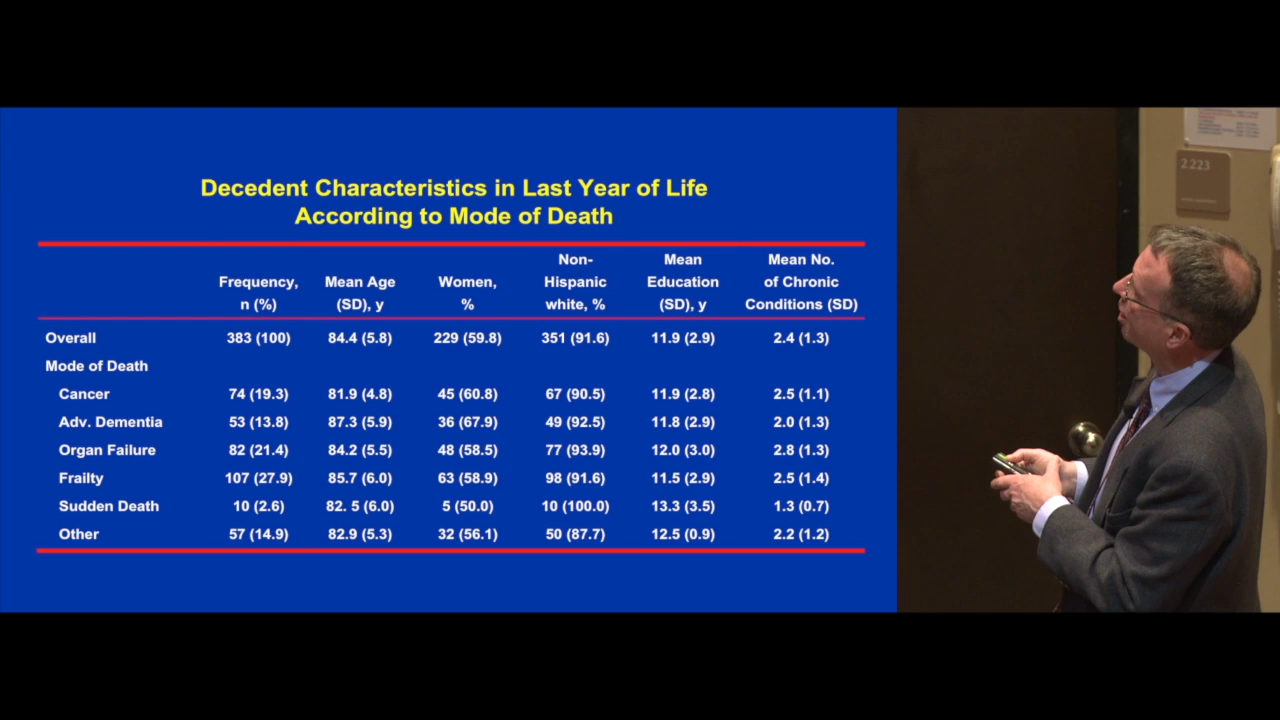 Decedent Characteristics in Last Year of Life
According to Mode of Death
Frequency, n (%) Mean Age (SD), y Women, % Non-Hispanic white, % Mean Education (SD), y Mean No. of Chronic Conditions (SD)
Overall 383 (100) 84.4 (5.8) 229 (59.8) 351 (91.6) 11.9 (2.9) 2.4 (1.3)
Mode of Death
Cancer 74 (19.3) 81.9 (4.8) 45 (60.8) 67 (90.5) 11.9 (2.8) 2.5 (1.1)
Adv. Dementia 53 (13.8) 87.3 (5.9) 36 (67.9) 49 (92.5) 11.8 (2.9) 2.0 (1.3)
Organ Failure 82 (21.4) 84.2 (5.5) 48 (58.5) 77 (93.9) 12.0 (3.0) 2.8 (1.3)
Frailty 107 (27.9) 85.7 (6.0) 63 (58.9) 98 (91.6) 11.5 (2.9) 2.5 (1.4)
Sudden Death 10 (2.6) 82. 5 (6.0) 5 (50.0) 10 (100.0) 13.3 (3.5) 1.3 (0.7)
Other 57 (14.9) 82.9 (5.3) 32 (56.1) 50 (87.7) 12.5 (0.9) 2.2 (1.2)
2.223